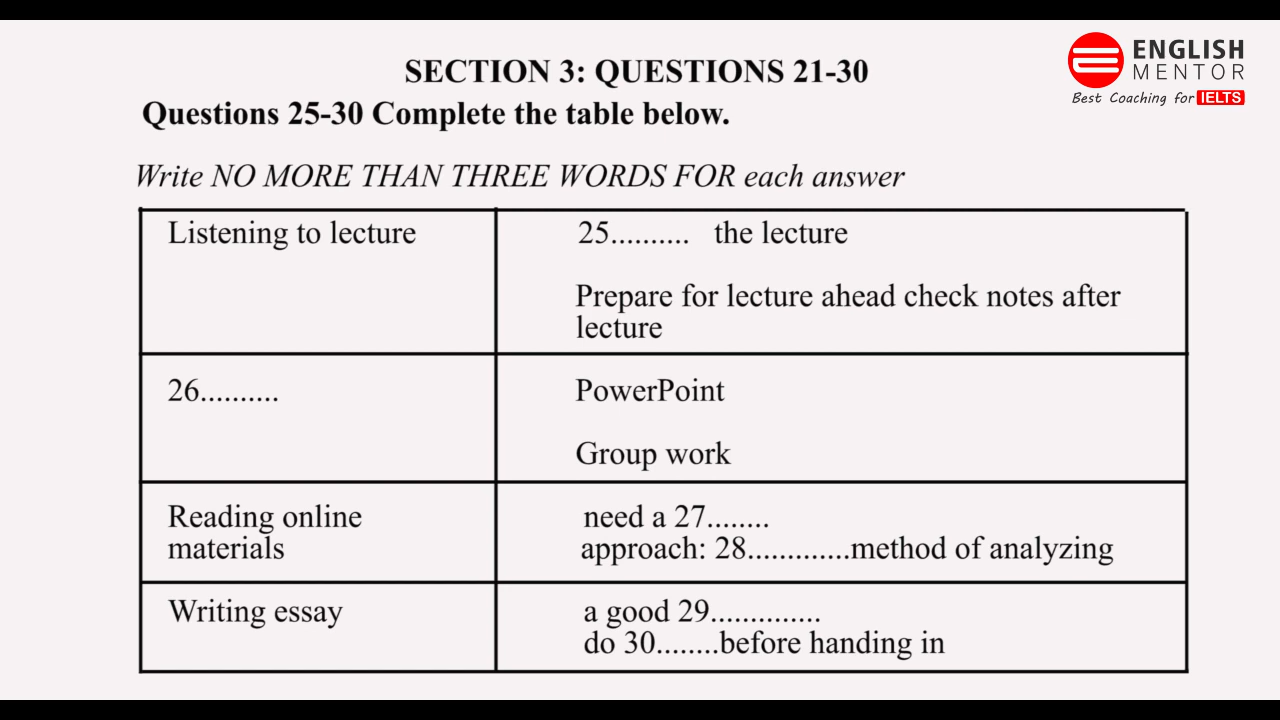 ENGLISH
MENTOR
Best Coaching for IELTS
SECTION 3: QUESTIONS 21-30
Questions 25-30 Complete the table below.
Write NO MORE THAN THREE WORDS FOR each answer
Listening to lecture
25.......... the lecture
Prepare for lecture ahead check notes after
lecture
26..........
PowerPoint
Group work
Reading online
materials
need a 27........
approach: 28.............method of analyzing
Writing essay
a good 29..............
do 30........before handing in